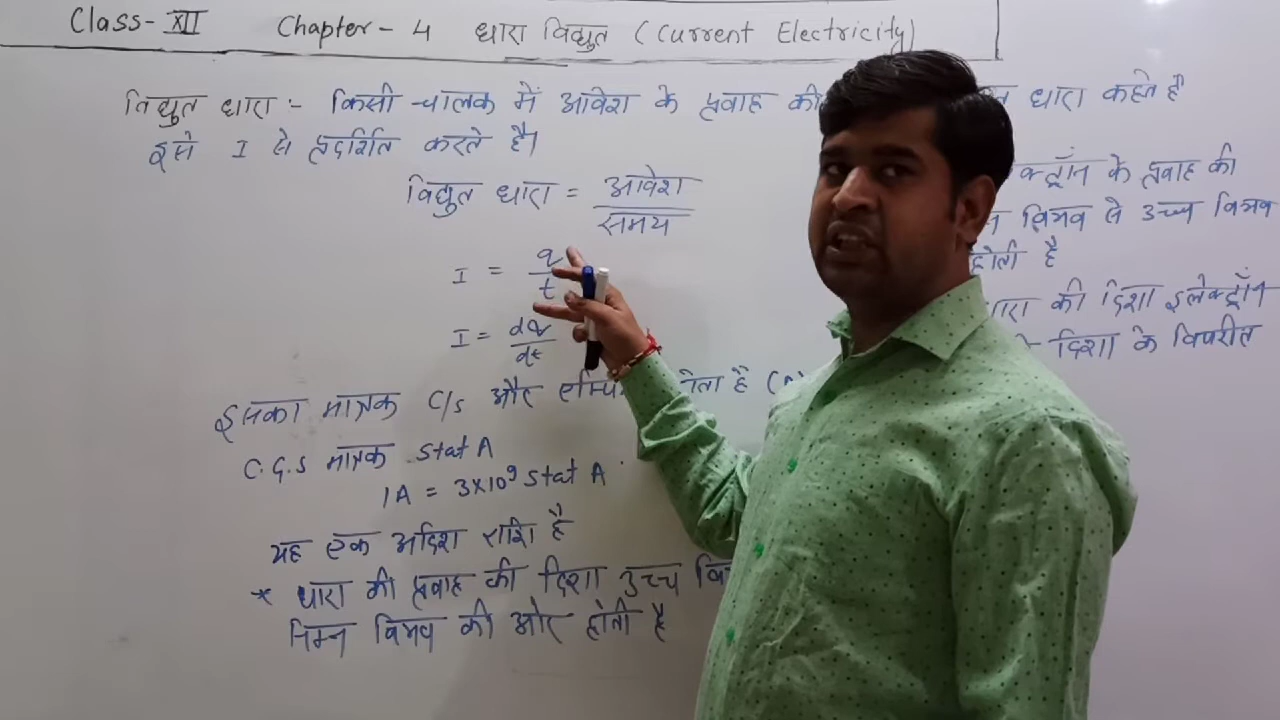 Class- XII Chapter- 4 धारा विद्युत (Current Electricity)
विद्युत धारा :- किसी चालक में आवेश के प्रवाह की धारा कहते है
इसे I से प्रदर्शित करते है।
विद्युत धारा = आवेश
समय
I = q
t
I = dq
dt
इसका मात्रक C/s और होता है
C.G.S मात्रक stat A
1A = 3×10⁹ stat A
यह एक अदिश राशि है
* धारा की प्रवाह की दिशा उच्च
निम्न विभव की ओर होती है
के प्रवाह की
विभव से उच्च विभव
होती है
की दिशा इलेक्ट्रॉन
दिशा के विपरीत